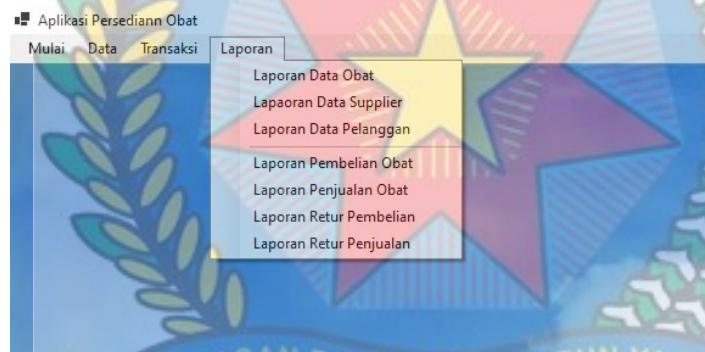 Aplikasi Persediann Obat
Mulai Data Transaksi Laporan
Laporan Data Obat
Lapaoran Data Supplier
Laporan Data Pelanggan
Laporan Pembelian Obat
Laporan Penjualan Obat
Laporan Retur Pembelian
Laporan Retur Penjualan